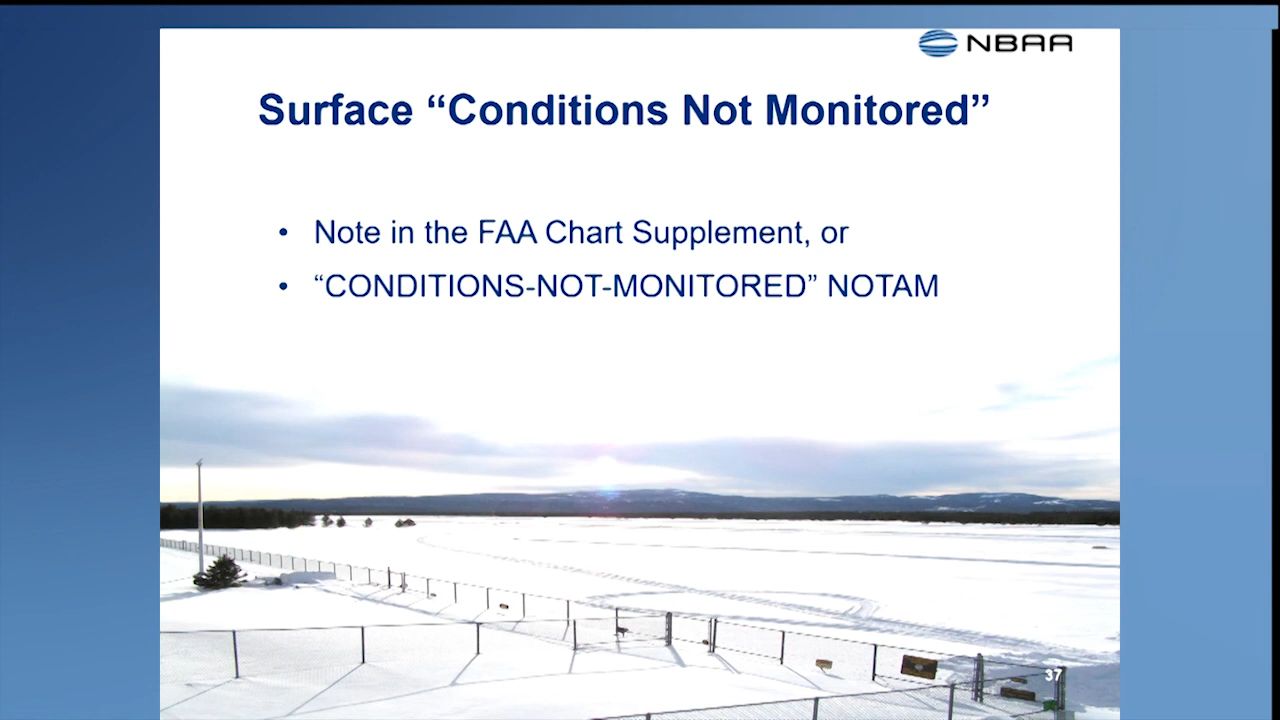 NBAA
Surface “Conditions Not Monitored”
• Note in the FAA Chart Supplement, or
• “CONDITIONS-NOT-MONITORED” NOTAM
37